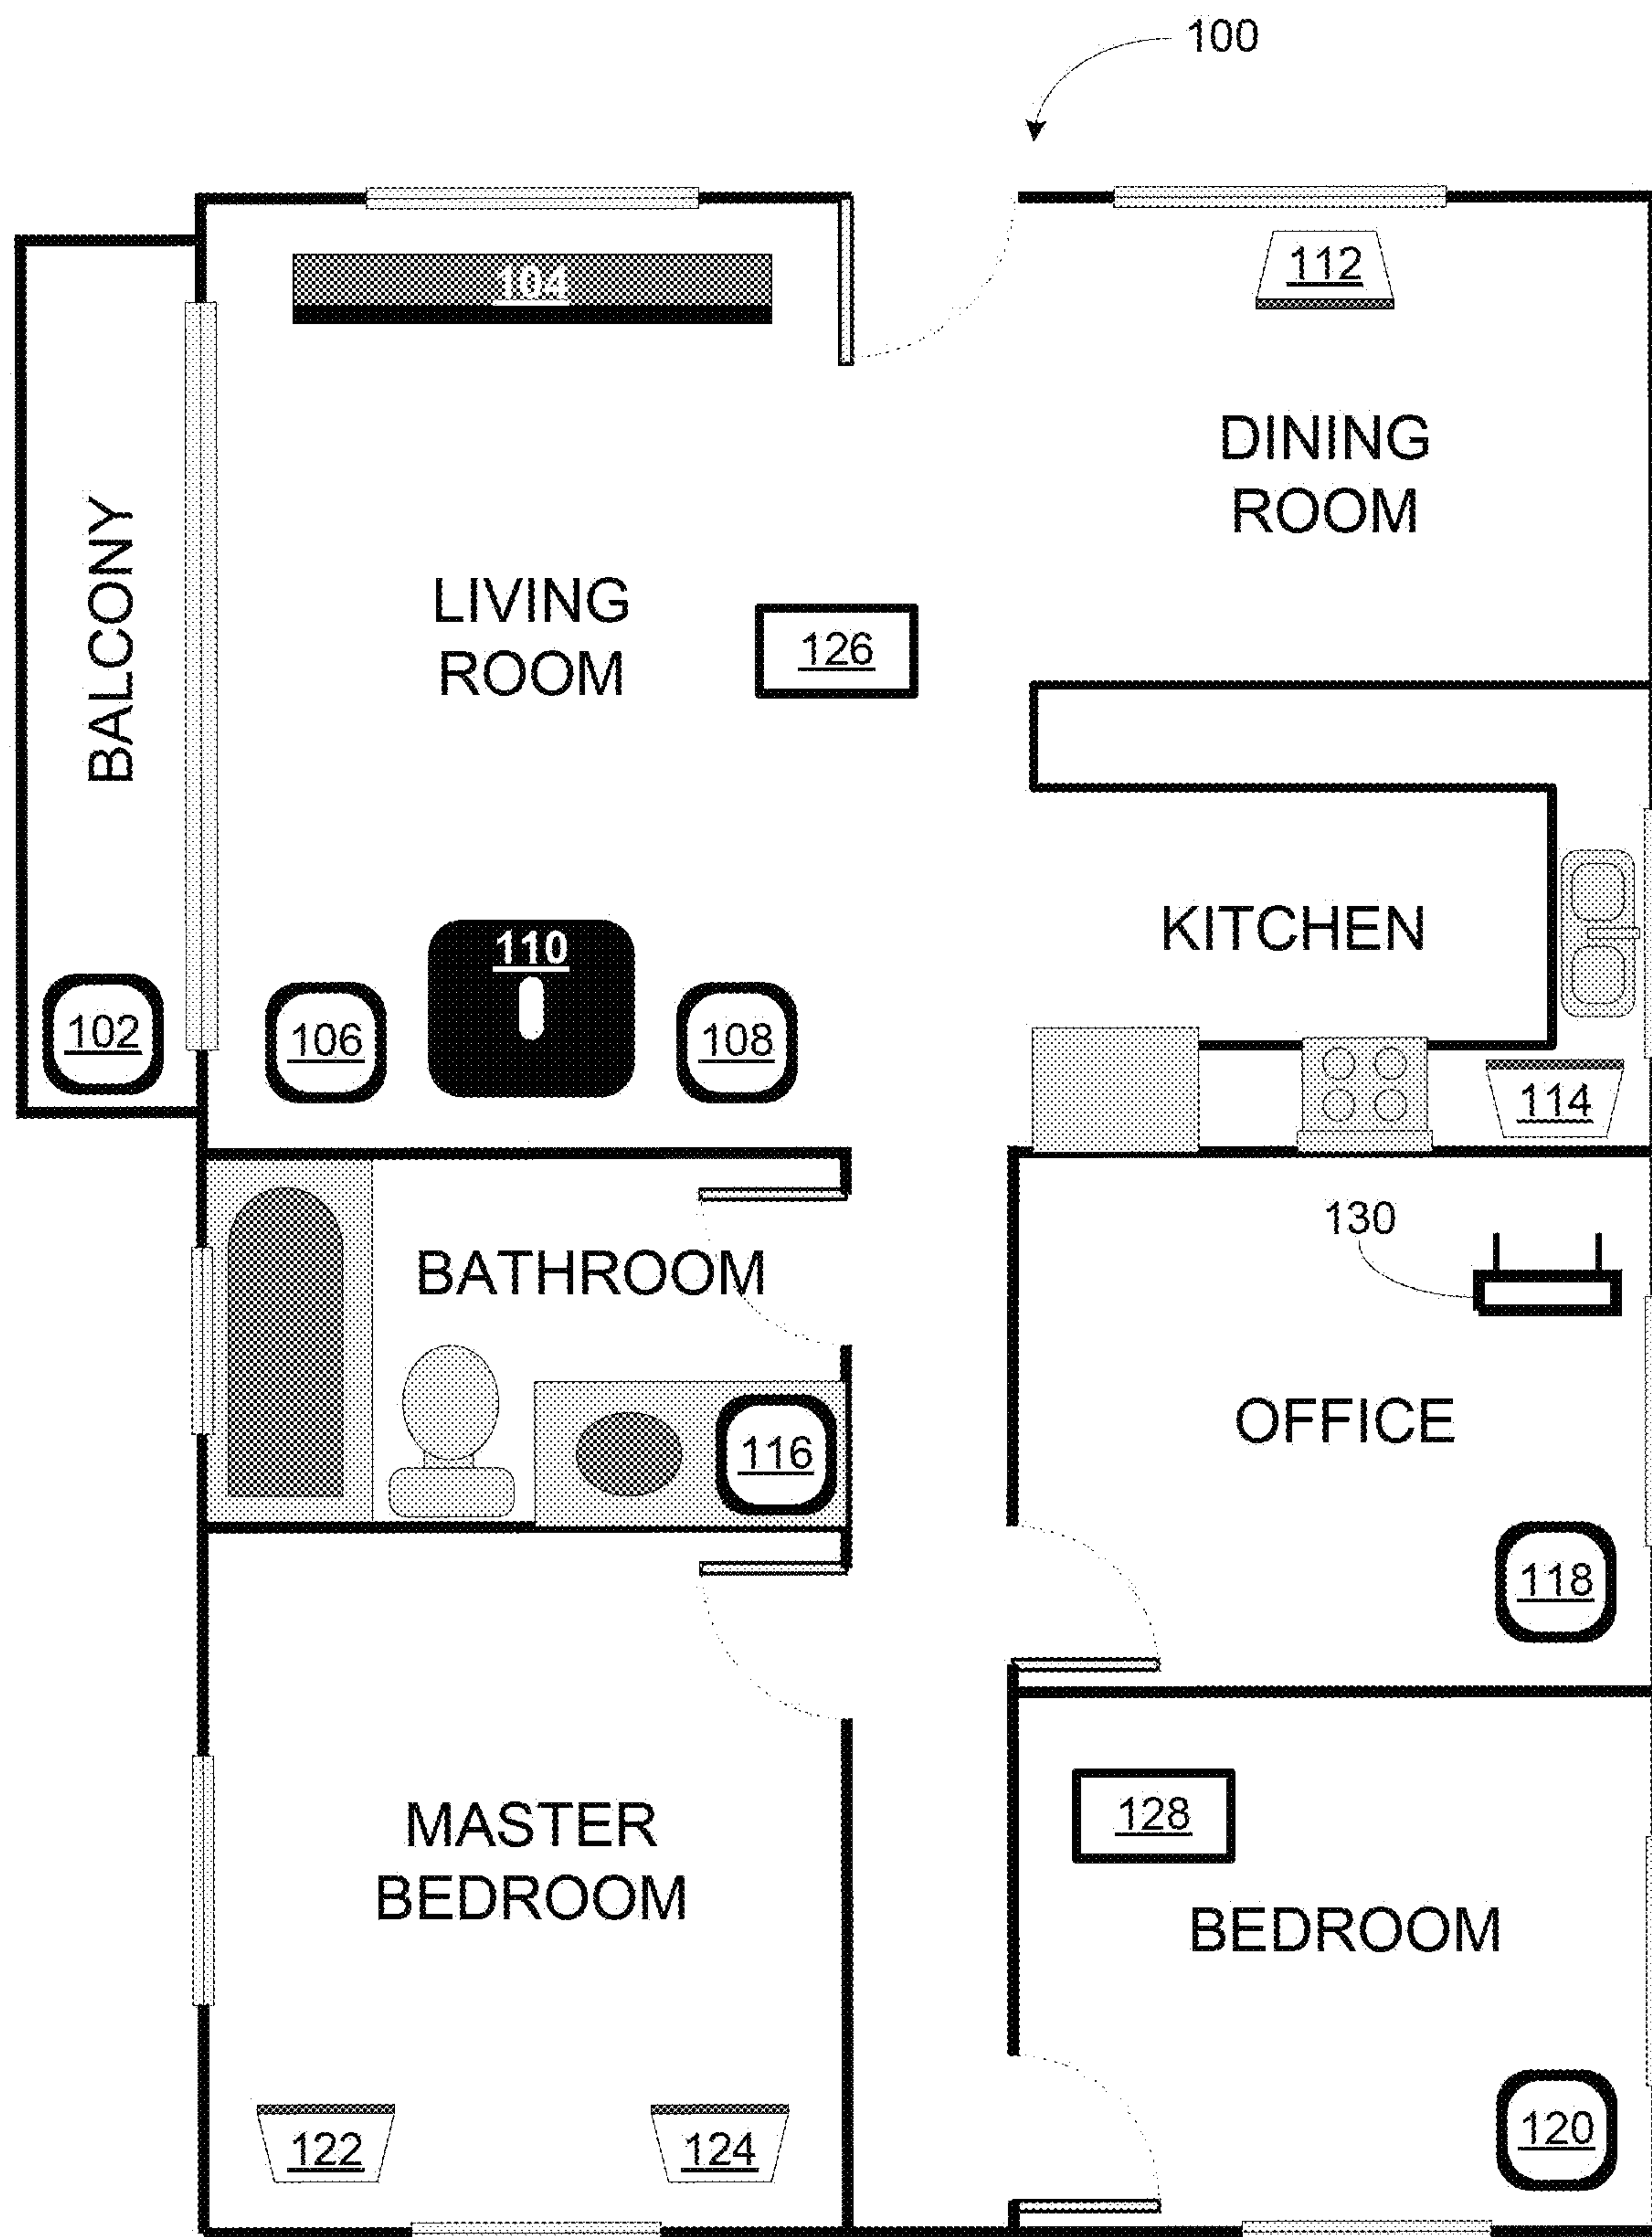 100
104
112
DINING
ROOM
BALCONY
LIVING
ROOM
126
KITCHEN
110
102
106
108
114
130
BATHROOM
OFFICE
116
118
128
MASTER
BEDROOM
BEDROOM
122
124
120